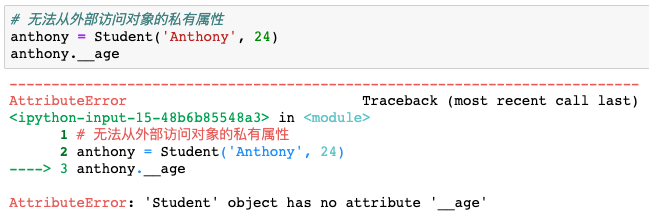 # 无法从外部访问对象的私有属性
anthony = Student('Anthony', 24)
anthony.__age
---------------------------------------------------------------------------
AttributeError                            Traceback (most recent call last)
<ipython-input-15-48b6b85548a3> in <module>
      1 # 无法从外部访问对象的私有属性
      2 anthony = Student('Anthony', 24)
----> 3 anthony.__age
AttributeError: 'Student' object has no attribute '__age'